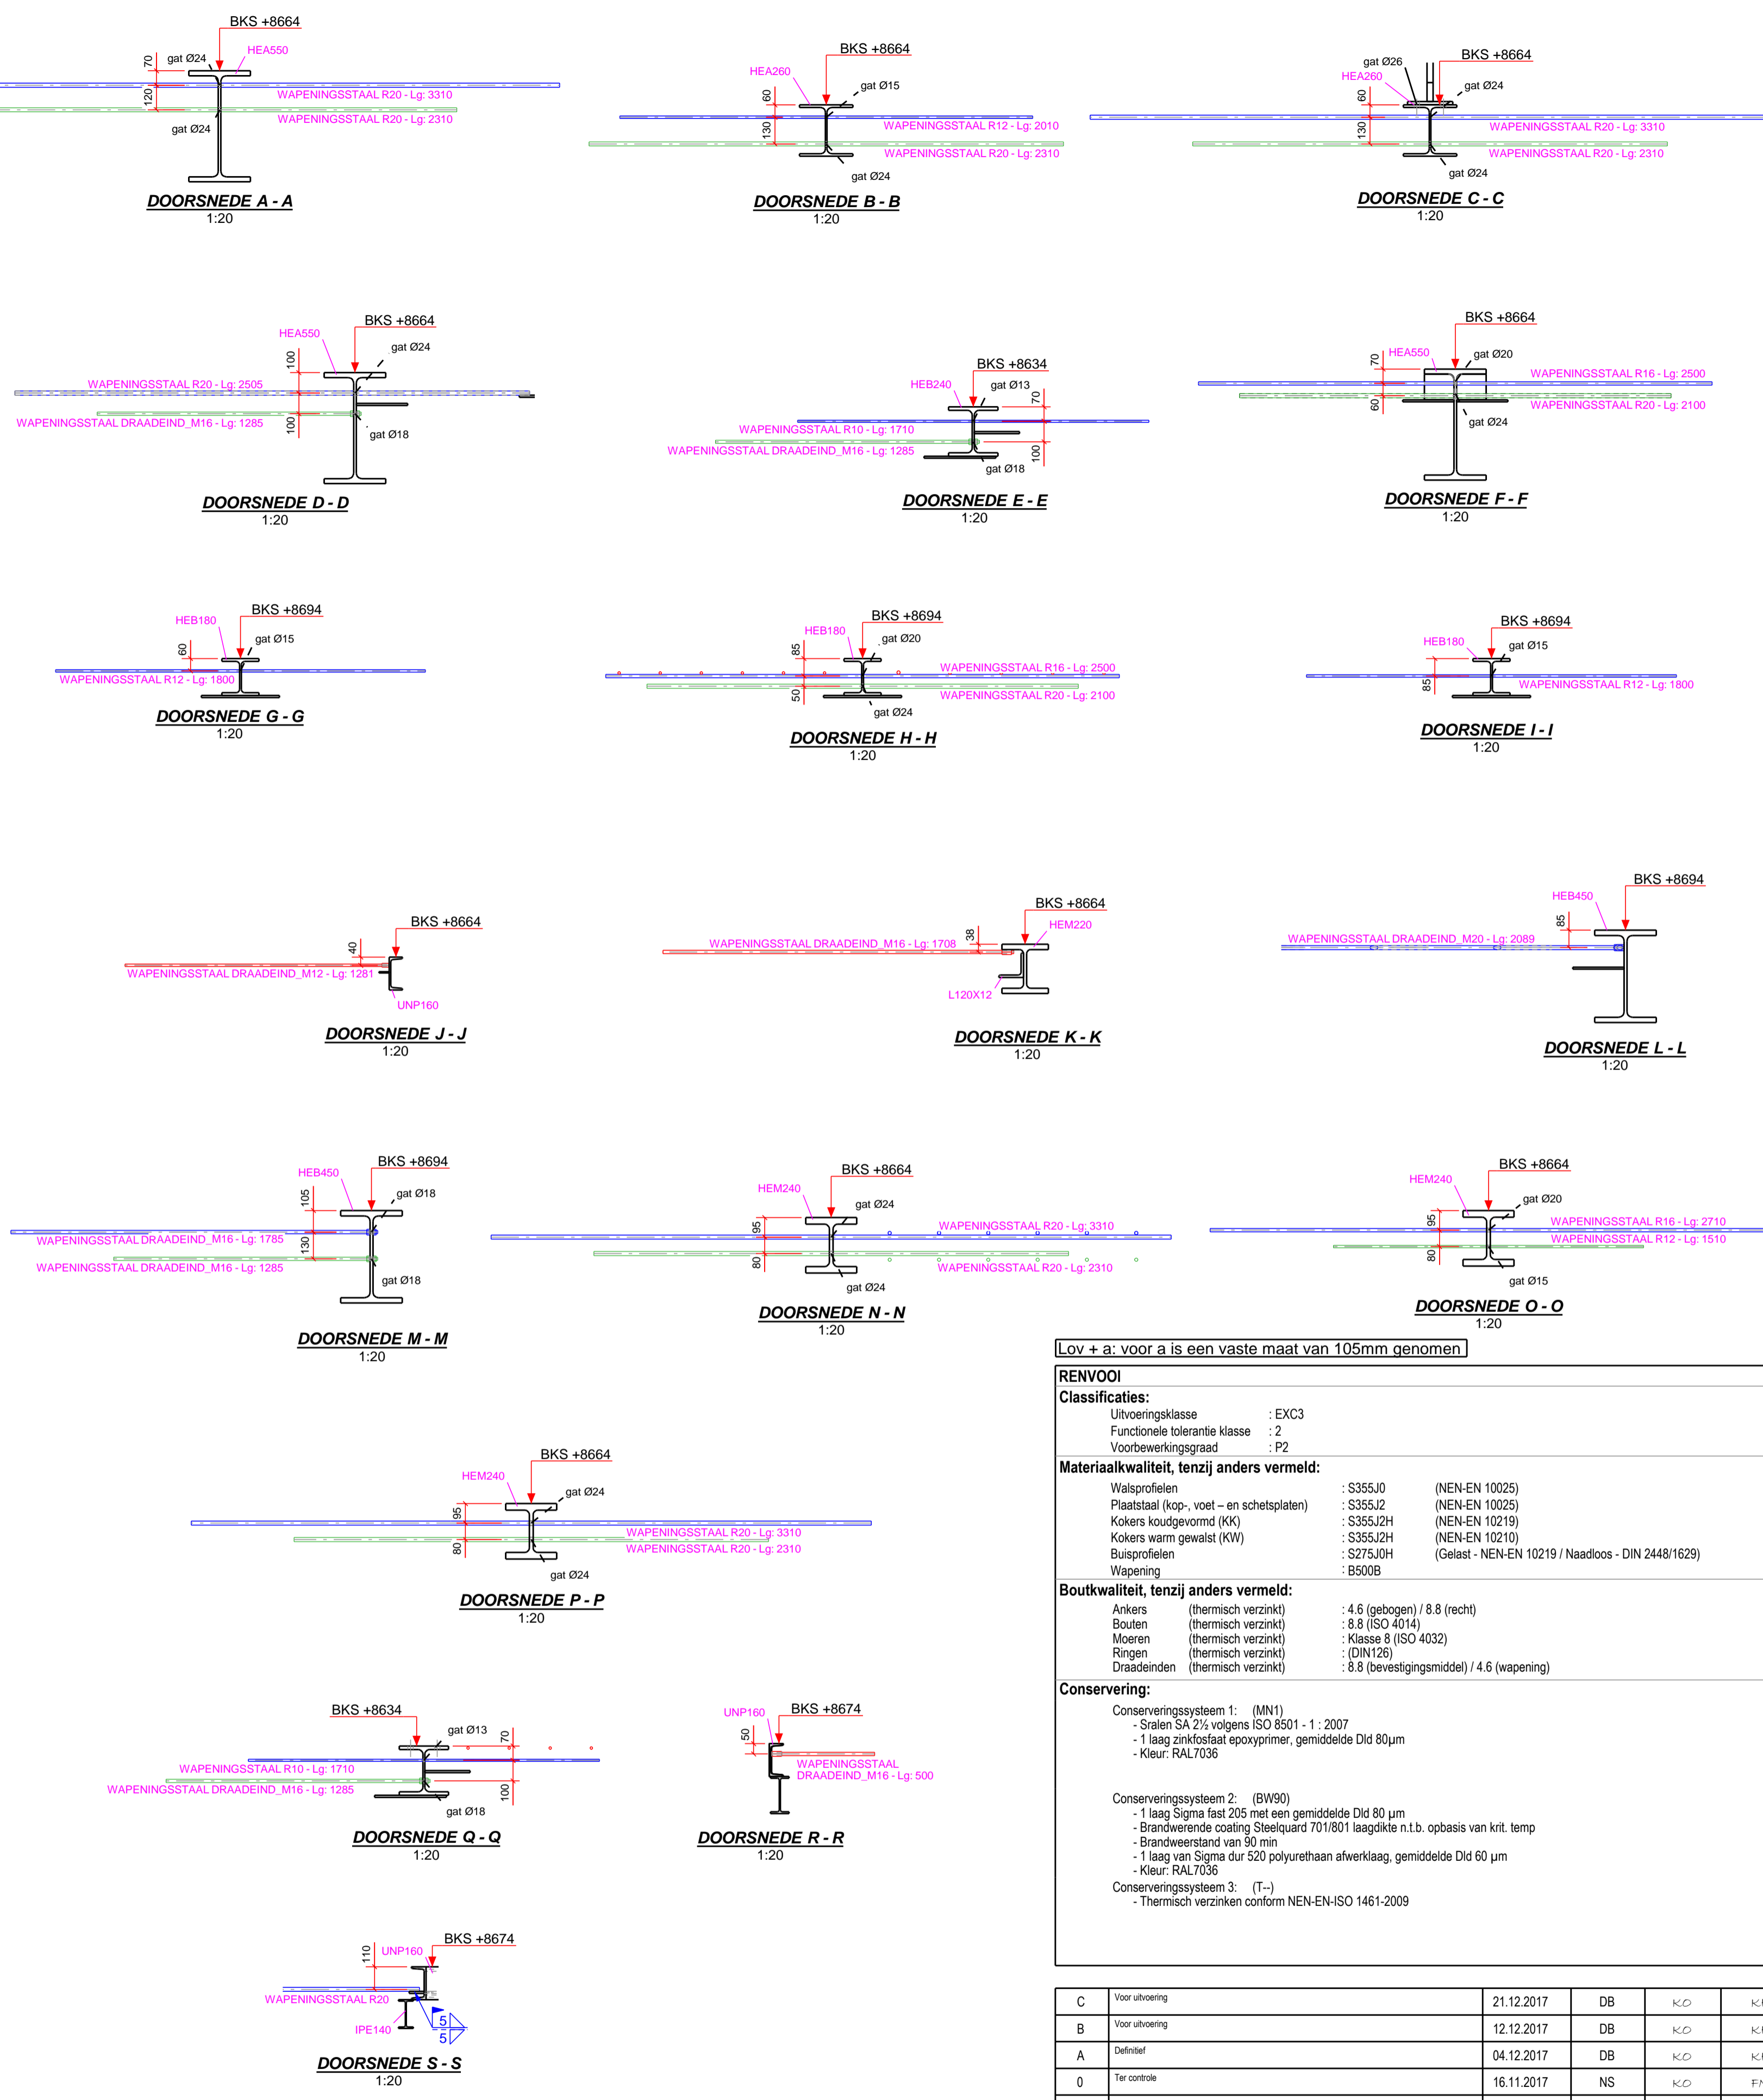 BKS +8664
HEA550
gat Ø24
70
120
WAPENINGSSTAAL R20 - Lg: 3310
WAPENINGSSTAAL R20 - Lg: 2310
gat Ø24
DOORSNEDE A - A
1:20
BKS +8664
HEA260
gat Ø15
60
130
WAPENINGSSTAAL R12 - Lg: 2010
WAPENINGSSTAAL R20 - Lg: 2310
gat Ø24
DOORSNEDE B - B
1:20
BKS +8664
gat Ø26
HEA260
gat Ø24
60
130
WAPENINGSSTAAL R20 - Lg: 3310
WAPENINGSSTAAL R20 - Lg: 2310
gat Ø24
DOORSNEDE C - C
1:20
BKS +8664
HEA550
gat Ø24
100
WAPENINGSSTAAL R20 - Lg: 2505
WAPENINGSSTAAL DRAADEIND_M16 - Lg: 1285
100
gat Ø18
DOORSNEDE D - D
1:20
BKS +8634
HEB240
gat Ø13
70
WAPENINGSSTAAL R10 - Lg: 1710
WAPENINGSSTAAL DRAADEIND_M16 - Lg: 1285
100
gat Ø18
DOORSNEDE E - E
1:20
BKS +8664
HEA550
gat Ø20
70
WAPENINGSSTAAL R16 - Lg: 2500
WAPENINGSSTAAL R20 - Lg: 2100
60
gat Ø24
DOORSNEDE F - F
1:20
BKS +8694
HEB180
gat Ø15
60
WAPENINGSSTAAL R12 - Lg: 1800
DOORSNEDE G - G
1:20
BKS +8694
HEB180
gat Ø20
85
WAPENINGSSTAAL R16 - Lg: 2500
50
WAPENINGSSTAAL R20 - Lg: 2100
gat Ø24
DOORSNEDE H - H
1:20
BKS +8694
HEB180
gat Ø15
85
WAPENINGSSTAAL R12 - Lg: 1800
DOORSNEDE I - I
1:20
BKS +8664
40
WAPENINGSSTAAL DRAADEIND_M12 - Lg: 1281
UNP160
DOORSNEDE J - J
1:20
BKS +8664
HEM220
38
WAPENINGSSTAAL DRAADEIND_M16 - Lg: 1708
L120X12
DOORSNEDE K - K
1:20
BKS +8694
HEB450
85
WAPENINGSSTAAL DRAADEIND_M20 - Lg: 2089
DOORSNEDE L - L
1:20
BKS +8694
HEB450
gat Ø18
105
WAPENINGSSTAAL DRAADEIND_M16 - Lg: 1785
130
WAPENINGSSTAAL DRAADEIND_M16 - Lg: 1285
gat Ø18
DOORSNEDE M - M
1:20
BKS +8664
HEM240
gat Ø24
95
WAPENINGSSTAAL R20 - Lg: 3310
80
WAPENINGSSTAAL R20 - Lg: 2310
gat Ø24
DOORSNEDE N - N
1:20
BKS +8664
HEM240
gat Ø20
95
WAPENINGSSTAAL R16 - Lg: 2710
WAPENINGSSTAAL R12 - Lg: 1510
80
gat Ø15
DOORSNEDE O - O
1:20
BKS +8664
HEM240
gat Ø24
95
WAPENINGSSTAAL R20 - Lg: 3310
80
WAPENINGSSTAAL R20 - Lg: 2310
gat Ø24
DOORSNEDE P - P
1:20
BKS +8634
gat Ø13
70
WAPENINGSSTAAL R10 - Lg: 1710
WAPENINGSSTAAL DRAADEIND_M16 - Lg: 1285
100
gat Ø18
DOORSNEDE Q - Q
1:20
UNP160
BKS +8674
50
WAPENINGSSTAAL
DRAADEIND_M16 - Lg: 500
DOORSNEDE R - R
1:20
BKS +8674
UNP160
110
WAPENINGSSTAAL R20
IPE140
5
5
DOORSNEDE S - S
1:20
Lov + a: voor a is een vaste maat van 105mm genomen
RENVOOI
Classificaties:
Uitvoeringsklasse : EXC3
Functionele tolerantie klasse : 2
Voorbewerkingsgraad : P2
Materiaalkwaliteit, tenzij anders vermeld:
Walsprofielen : S355J0 (NEN-EN 10025)
Plaatstaal (kop-, voet – en schetsplaten) : S355J2 (NEN-EN 10025)
Kokers koudgevormd (KK) : S355J2H (NEN-EN 10219)
Kokers warm gewalst (KW) : S355J2H (NEN-EN 10210)
Buisprofielen : S275J0H (Gelast - NEN-EN 10219 / Naadloos - DIN 2448/1629)
Wapening : B500B
Boutkwaliteit, tenzij anders vermeld:
Ankers (thermisch verzinkt) : 4.6 (gebogen) / 8.8 (recht)
Bouten (thermisch verzinkt) : 8.8 (ISO 4014)
Moeren (thermisch verzinkt) : Klasse 8 (ISO 4032)
Ringen (thermisch verzinkt) : (DIN126)
Draadeinden (thermisch verzinkt) : 8.8 (bevestigingsmiddel) / 4.6 (wapening)
Conservering:
Conserveringssysteem 1: (MN1)
- Sralen SA 2½ volgens ISO 8501 - 1 : 2007
- 1 laag zinkfosfaat epoxyprimer, gemiddelde Dld 80µm
- Kleur: RAL7036
Conserveringssysteem 2: (BW90)
- 1 laag Sigma fast 205 met een gemiddelde Dld 80 µm
- Brandwerende coating Steelquard 701/801 laagdikte n.t.b. opbasis van krit. temp
- Brandweerstand van 90 min
- 1 laag van Sigma dur 520 polyurethaan afwerklaag, gemiddelde Dld 60 µm
- Kleur: RAL7036
Conserveringssysteem 3: (T--)
- Thermisch verzinken conform NEN-EN-ISO 1461-2009
C Voor uitvoering 21.12.2017 DB KO
B Voor uitvoering 12.12.2017 DB KO
A Definitief 04.12.2017 DB KO
0 Ter controle 16.11.2017 NS KO